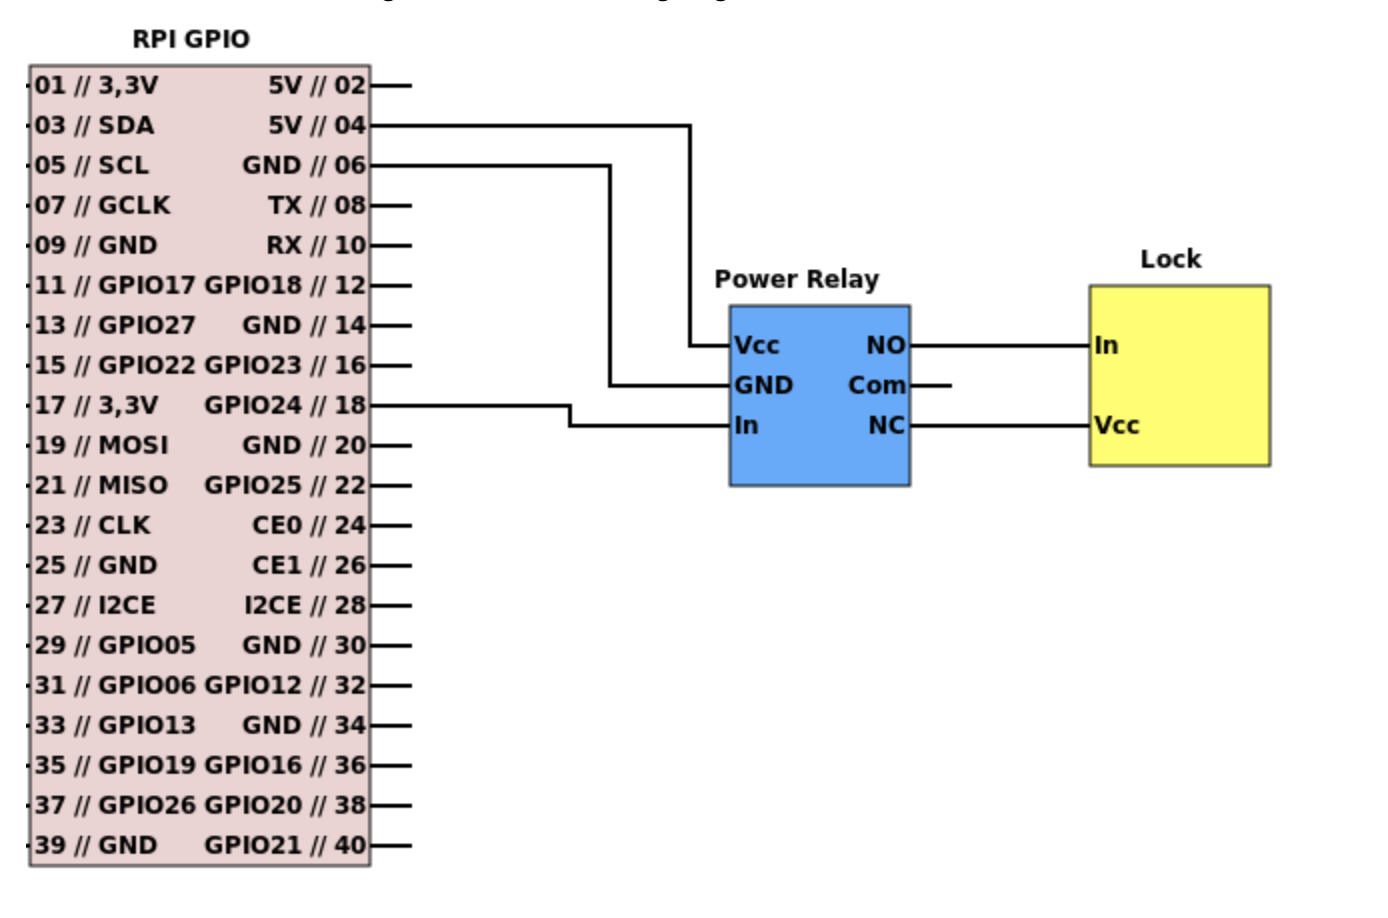 RPI GPIO
01 // 3,3V 5V // 02
03 // SDA 5V // 04
05 // SCL GND // 06
07 // GCLK TX // 08
09 // GND RX // 10
11 // GPIO17 GPIO18 // 12
13 // GPIO27 GND // 14
15 // GPIO22 GPIO23 // 16
17 // 3,3V GPIO24 // 18
19 // MOSI GND // 20
21 // MISO GPIO25 // 22
23 // CLK CE0 // 24
25 // GND CE1 // 26
27 // I2CE I2CE // 28
29 // GPIO05 GND // 30
31 // GPIO06 GPIO12 // 32
33 // GPIO13 GND // 34
35 // GPIO19 GPIO16 // 36
37 // GPIO26 GPIO20 // 38
39 // GND GPIO21 // 40
Power Relay
Vcc NO
GND Com
In NC
Lock
In
Vcc